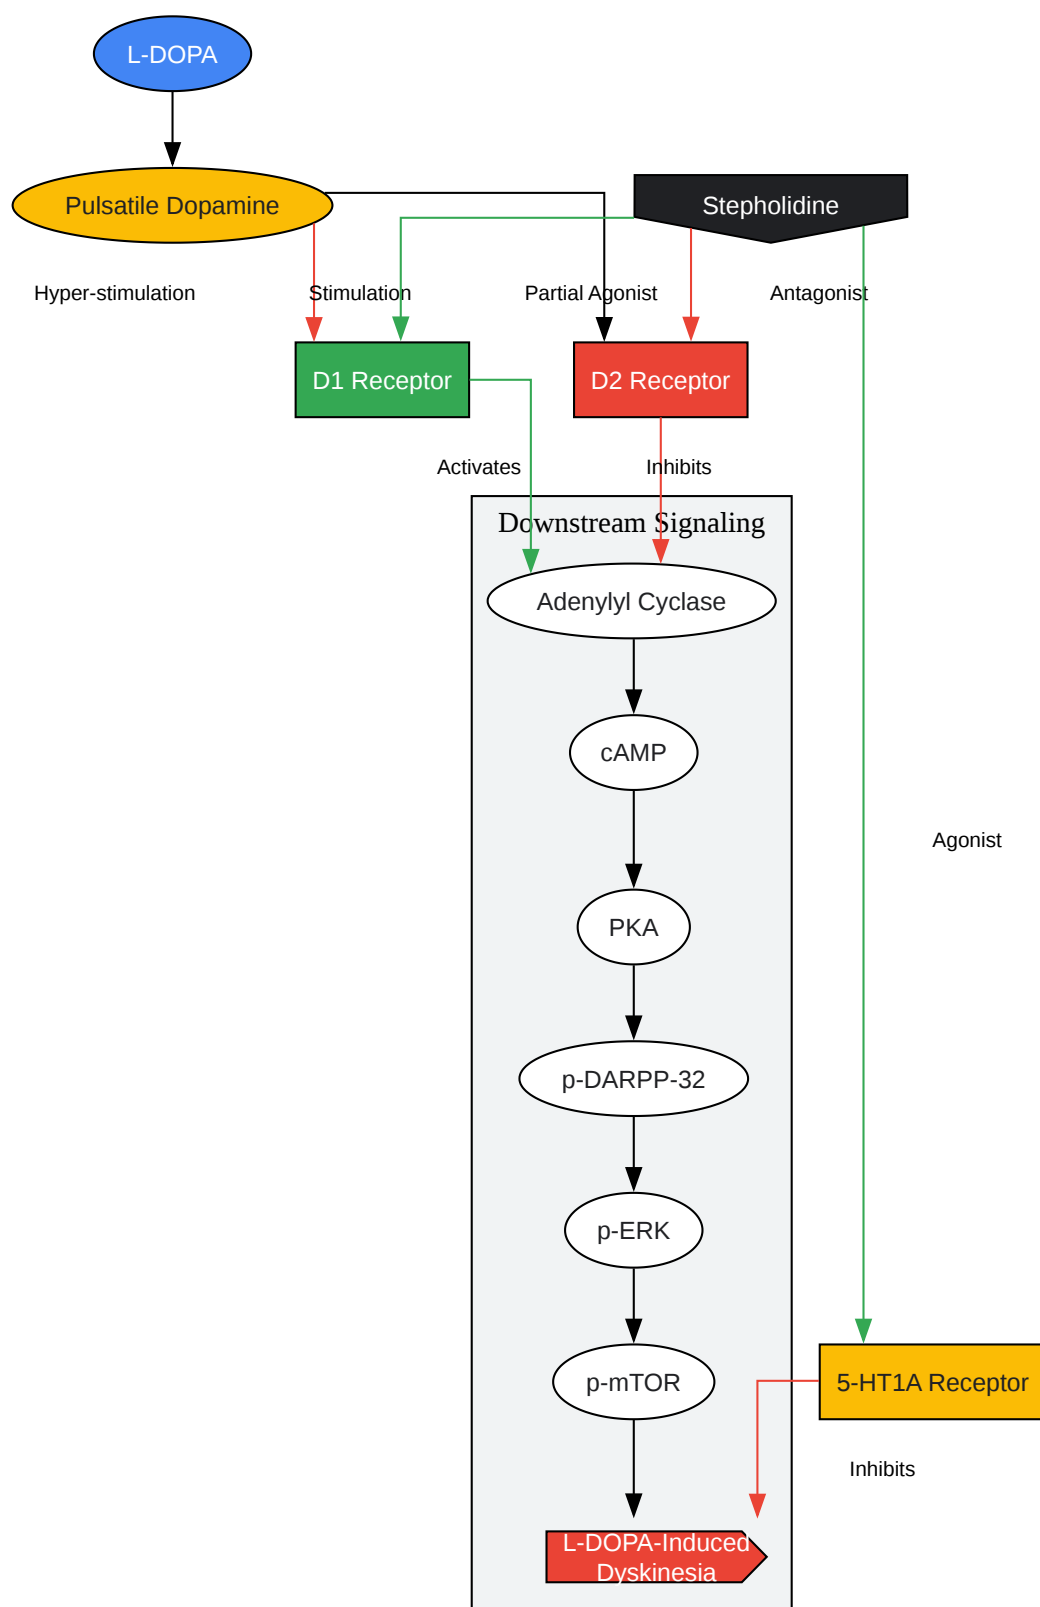 L-DOPA
Pulsatile Dopamine
Stepholidine
Hyper-stimulation
Stimulation
Partial Agonist
Antagonist
D1 Receptor
D2 Receptor
Activates
Inhibits
Downstream Signaling
Adenylyl Cyclase
cAMP
Agonist
PKA
p-DARPP-32
p-ERK
p-mTOR
5-HT1A Receptor
Inhibits
L-DOPA-Induced
Dyskinesia